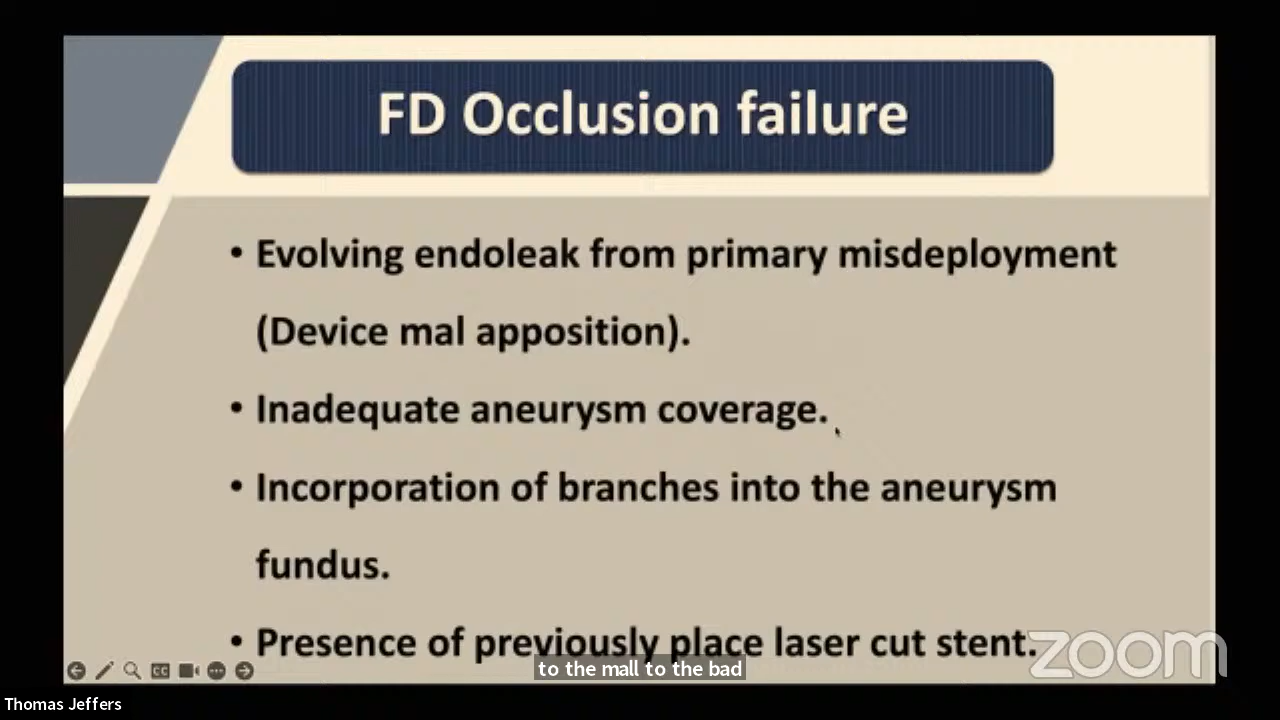 FD Occlusion failure
• Evolving endoleak from primary misdeployment
(Device mal apposition).
• Inadequate aneurysm coverage.
• Incorporation of branches into the aneurysm
fundus.
• Presence of previously place laser cut stent.
zoom
CC
to the mall to the bad
Thomas Jeffers